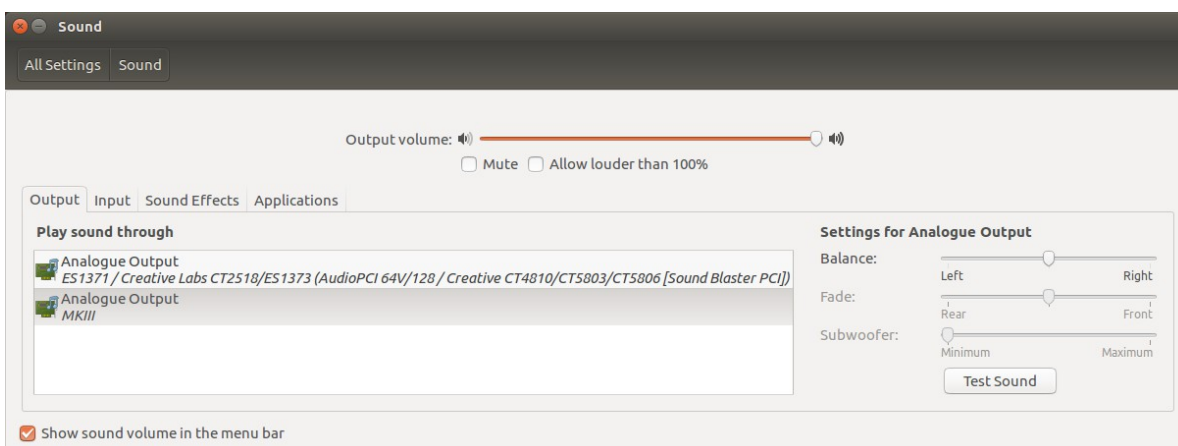 Sound
All Settings Sound
Output volume:
Mute Allow louder than 100%
Output Input Sound Effects Applications
Play sound through
Analogue Output
ES1371 / Creative Labs CT2518/ES1373 (AudioPCI 64V/128 / Creative CT4810/CT5803/CT5806 [Sound Blaster PCI])
Analogue Output
MKIII
Settings for Analogue Output
Balance:
Left Right
Fade:
Rear Front
Subwoofer:
Minimum Maximum
Test Sound
Show sound volume in the menu bar